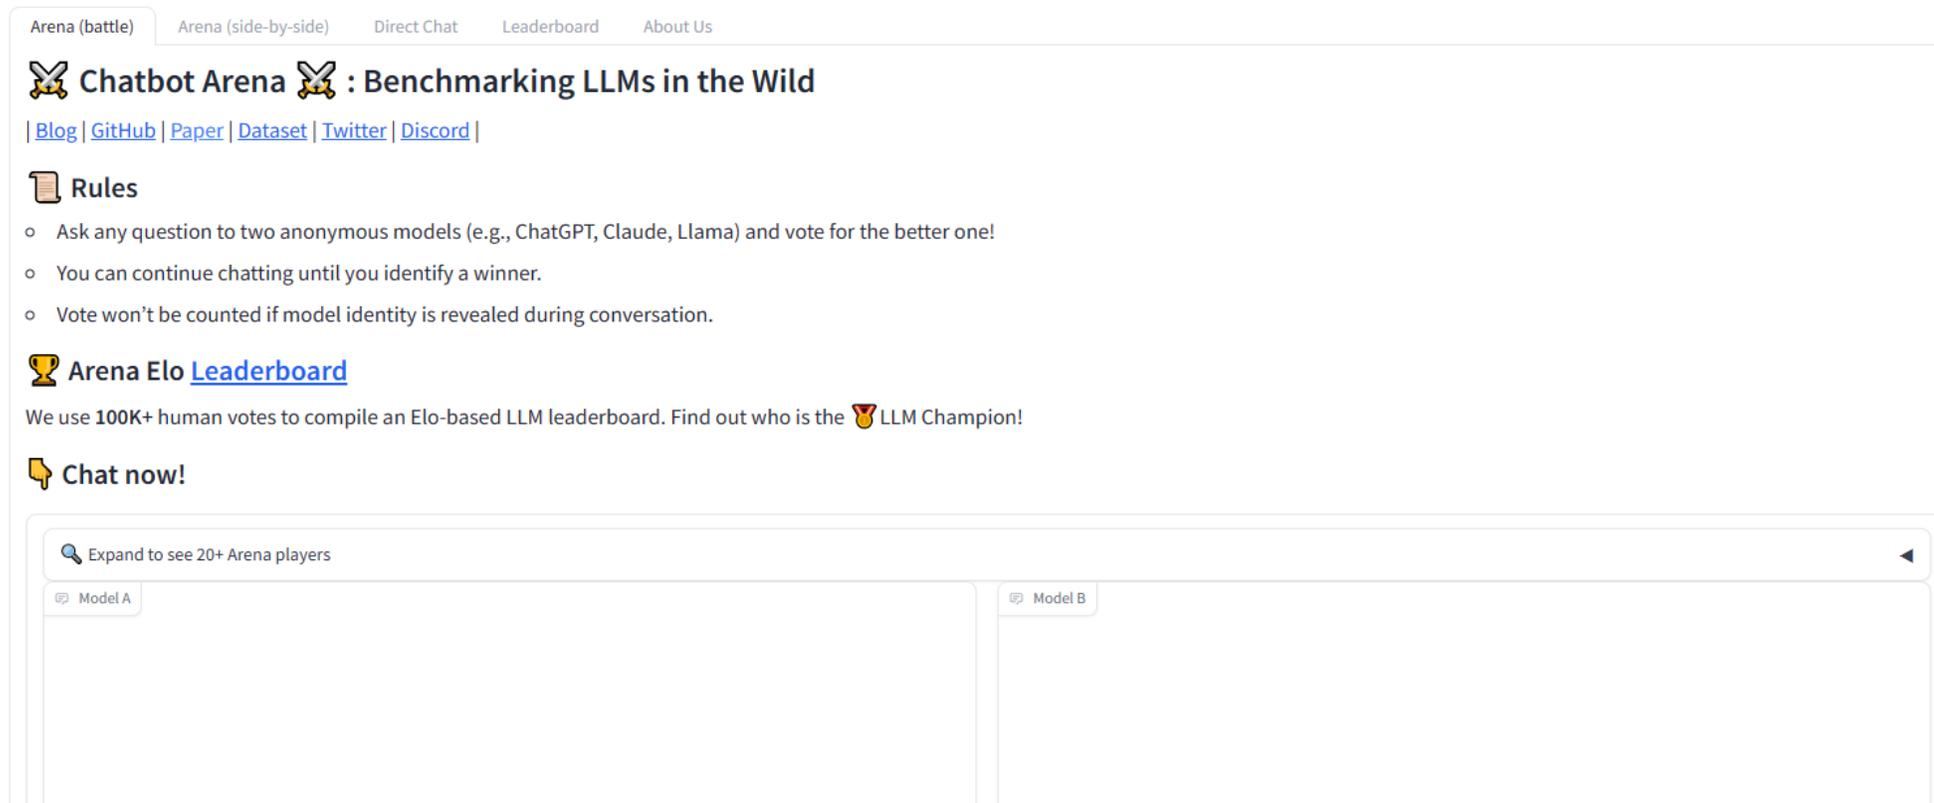 Arena (battle) Arena (side-by-side) Direct Chat Leaderboard About Us
⚔️ Chatbot Arena ⚔️ : Benchmarking LLMs in the Wild
| Blog | GitHub | Paper | Dataset | Twitter | Discord |
📜 Rules
Ask any question to two anonymous models (e.g., ChatGPT, Claude, Llama) and vote for the better one!
You can continue chatting until you identify a winner.
Vote won’t be counted if model identity is revealed during conversation.
🏆 Arena Elo Leaderboard
We use 100K+ human votes to compile an Elo-based LLM leaderboard. Find out who is the 🏅LLM Champion!
👇 Chat now!
🔍 Expand to see 20+ Arena players
Model A
Model B